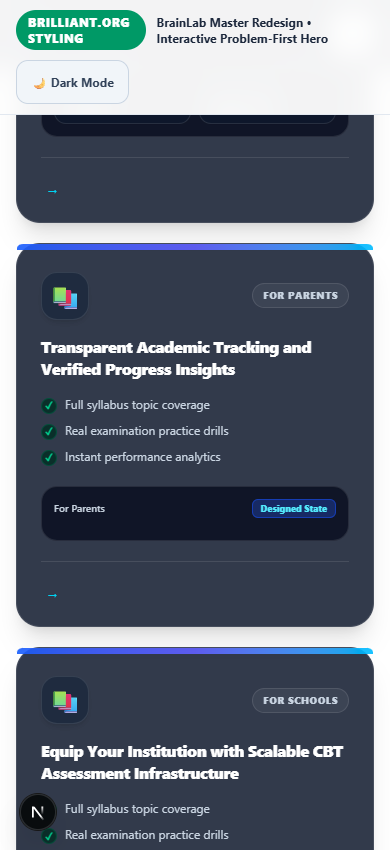 BRILLIANT.ORG
STYLING
BrainLab Master Redesign •
Interactive Problem-First Hero
🌙 Dark Mode
→
FOR PARENTS
Transparent Academic Tracking and
Verified Progress Insights
✓ Full syllabus topic coverage
✓ Real examination practice drills
✓ Instant performance analytics
For Parents
Designed State
→
FOR SCHOOLS
Equip Your Institution with Scalable CBT
Assessment Infrastructure
N
Full syllabus topic coverage
✓ Real examination practice drills